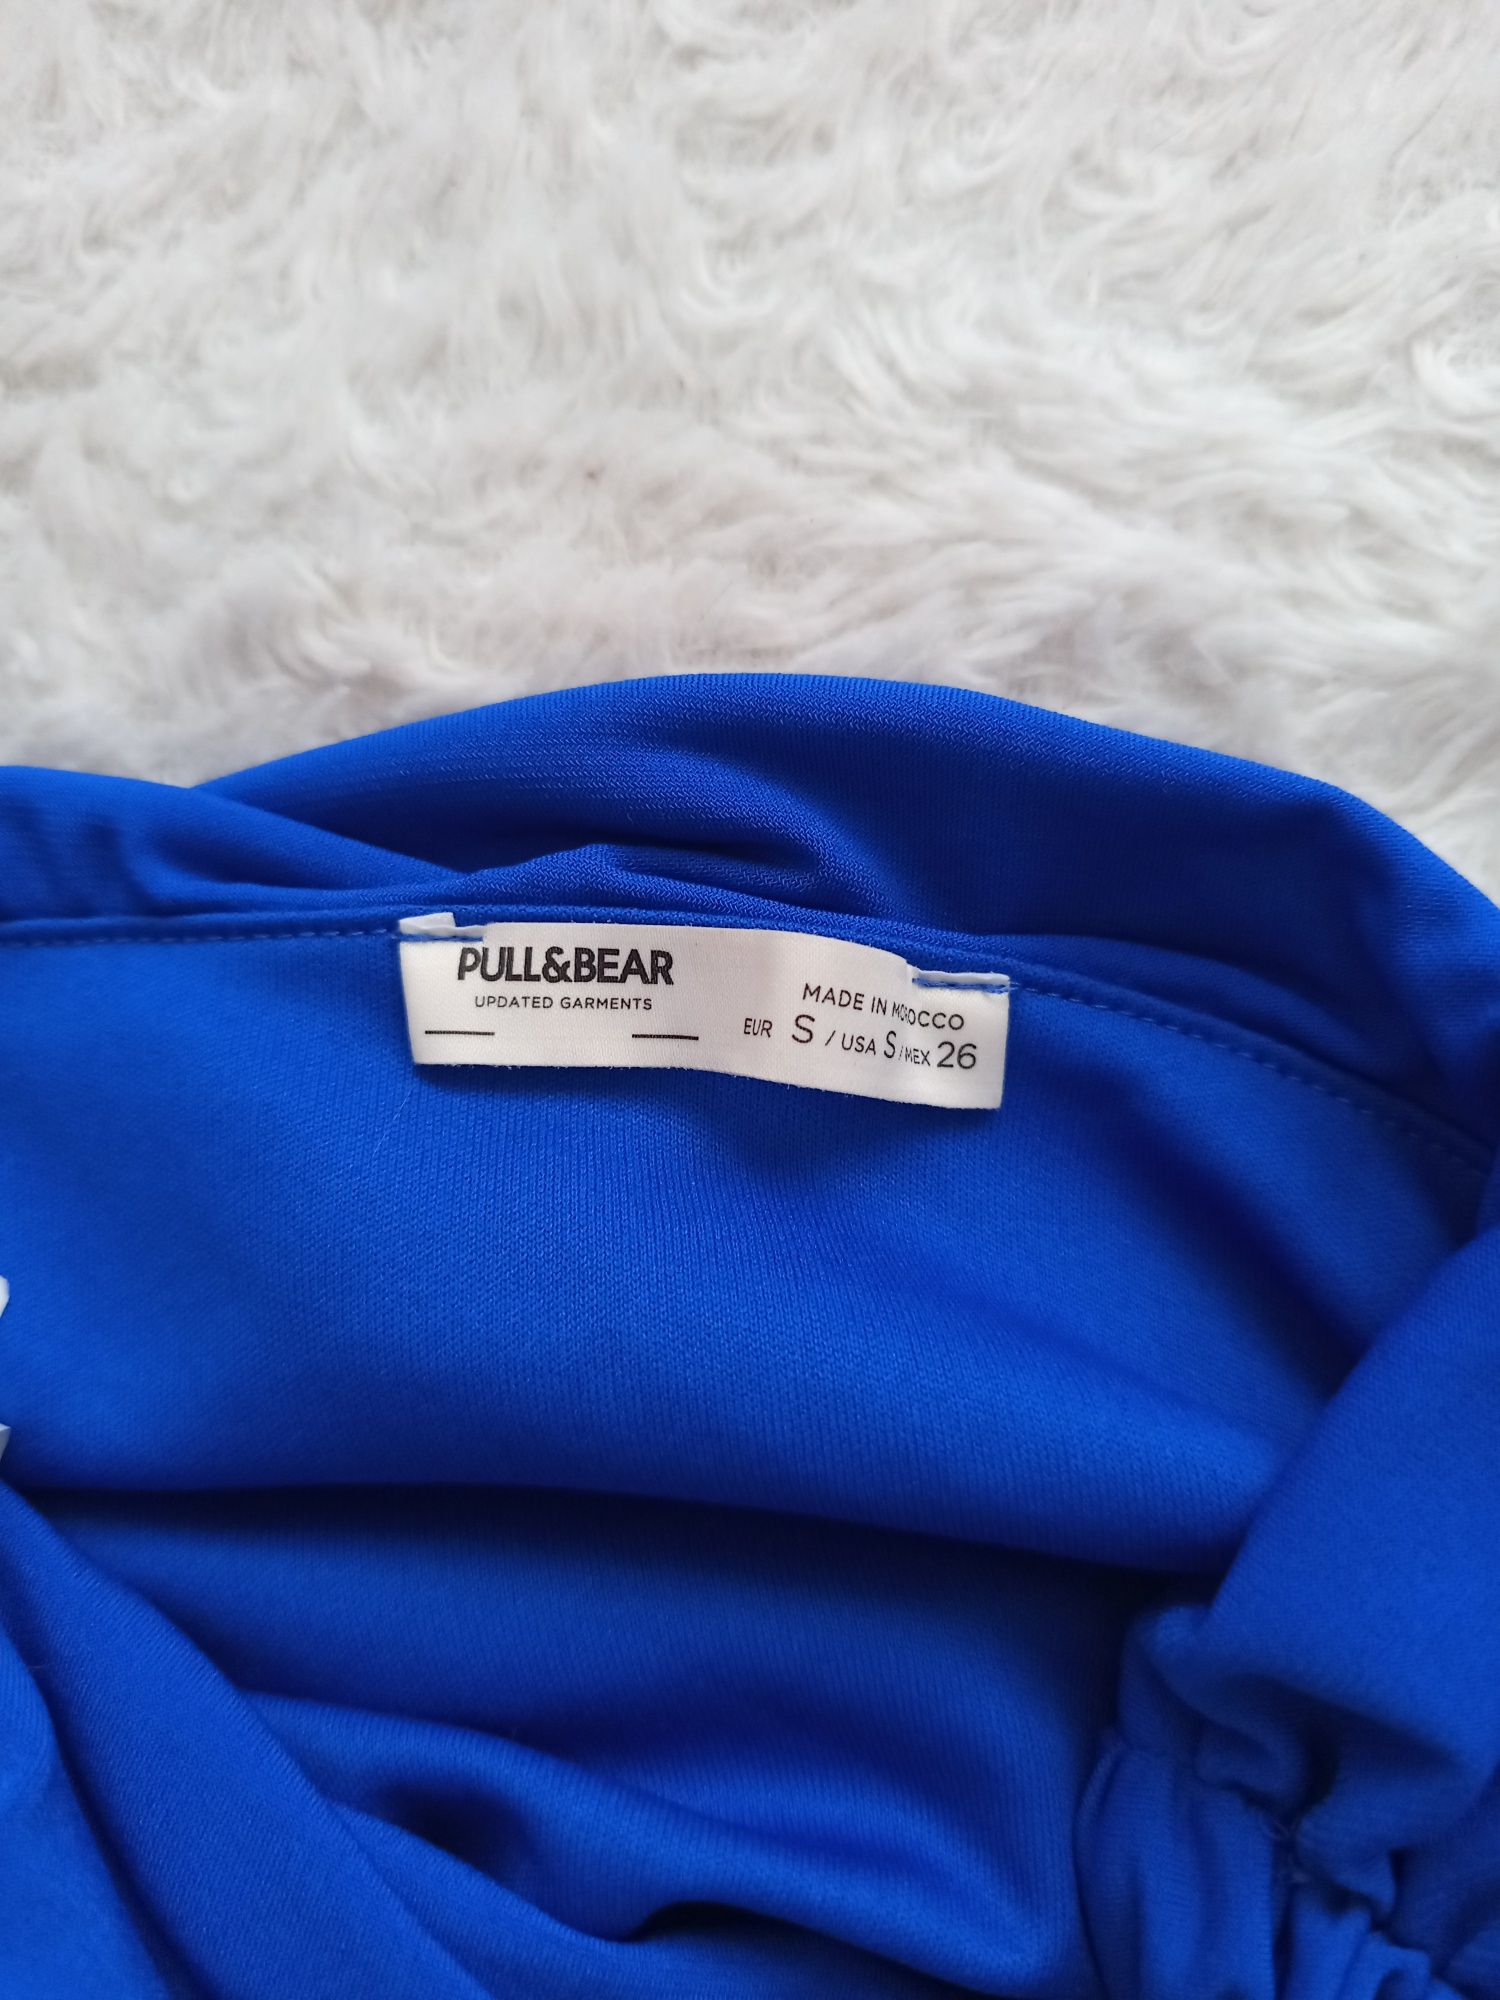 PULL&BEAR
UPDATED GARMENTS
MADE IN MOROCCO
EUR S / USA S / MEX 26